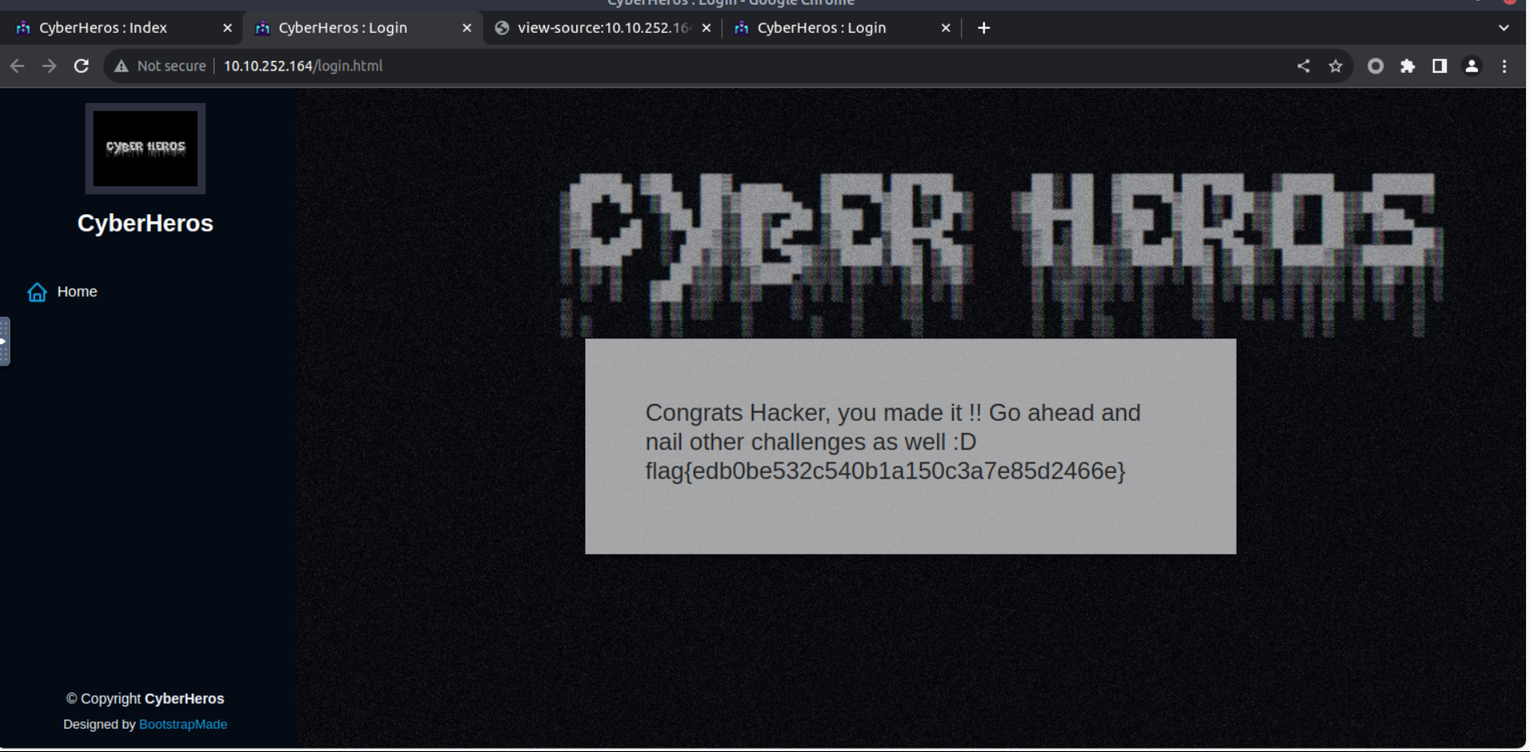 CyberHeros : Login - Google Chrome
CyberHeros : Index
CyberHeros : Login
view-source:10.10.252.16
CyberHeros : Login
Not secure
10.10.252.164/login.html
CYBER HEROS
CyberHeros
Home
CYBER HEROS
Congrats Hacker, you made it !! Go ahead and
nail other challenges as well :D
flag{edb0be532c540b1a150c3a7e85d2466e}
© Copyright CyberHeros
Designed by BootstrapMade